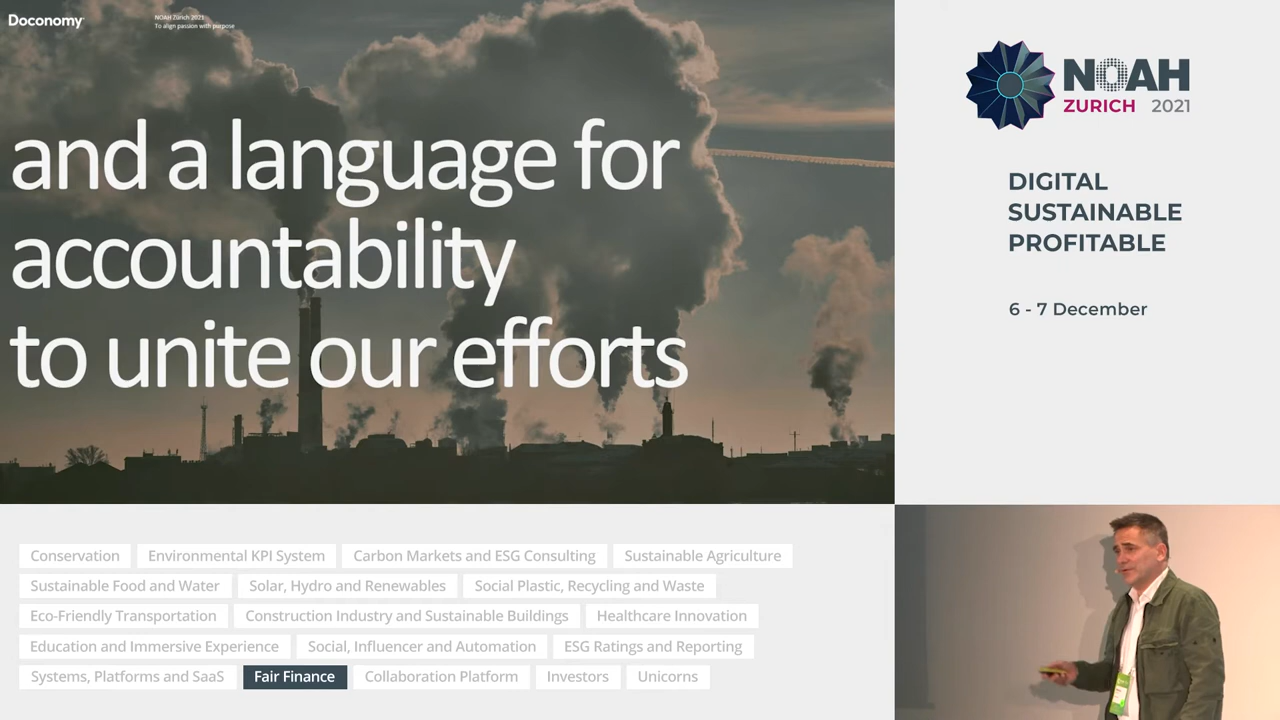 Doconomy
NOAH Zurich 2021
To align passion with purpose
and a language for
accountability
to unite our efforts
NOAH
ZURICH 2021
DIGITAL
SUSTAINABLE
PROFITABLE
6 - 7 December
Conservation Environmental KPI System Carbon Markets and ESG Consulting Sustainable Agriculture
Sustainable Food and Water Solar, Hydro and Renewables Social Plastic, Recycling and Waste
Eco-Friendly Transportation Construction Industry and Sustainable Buildings Healthcare Innovation
Education and Immersive Experience Social, Influencer and Automation ESG Ratings and Reporting
Systems, Platforms and SaaS Fair Finance Collaboration Platform Investors Unicorns